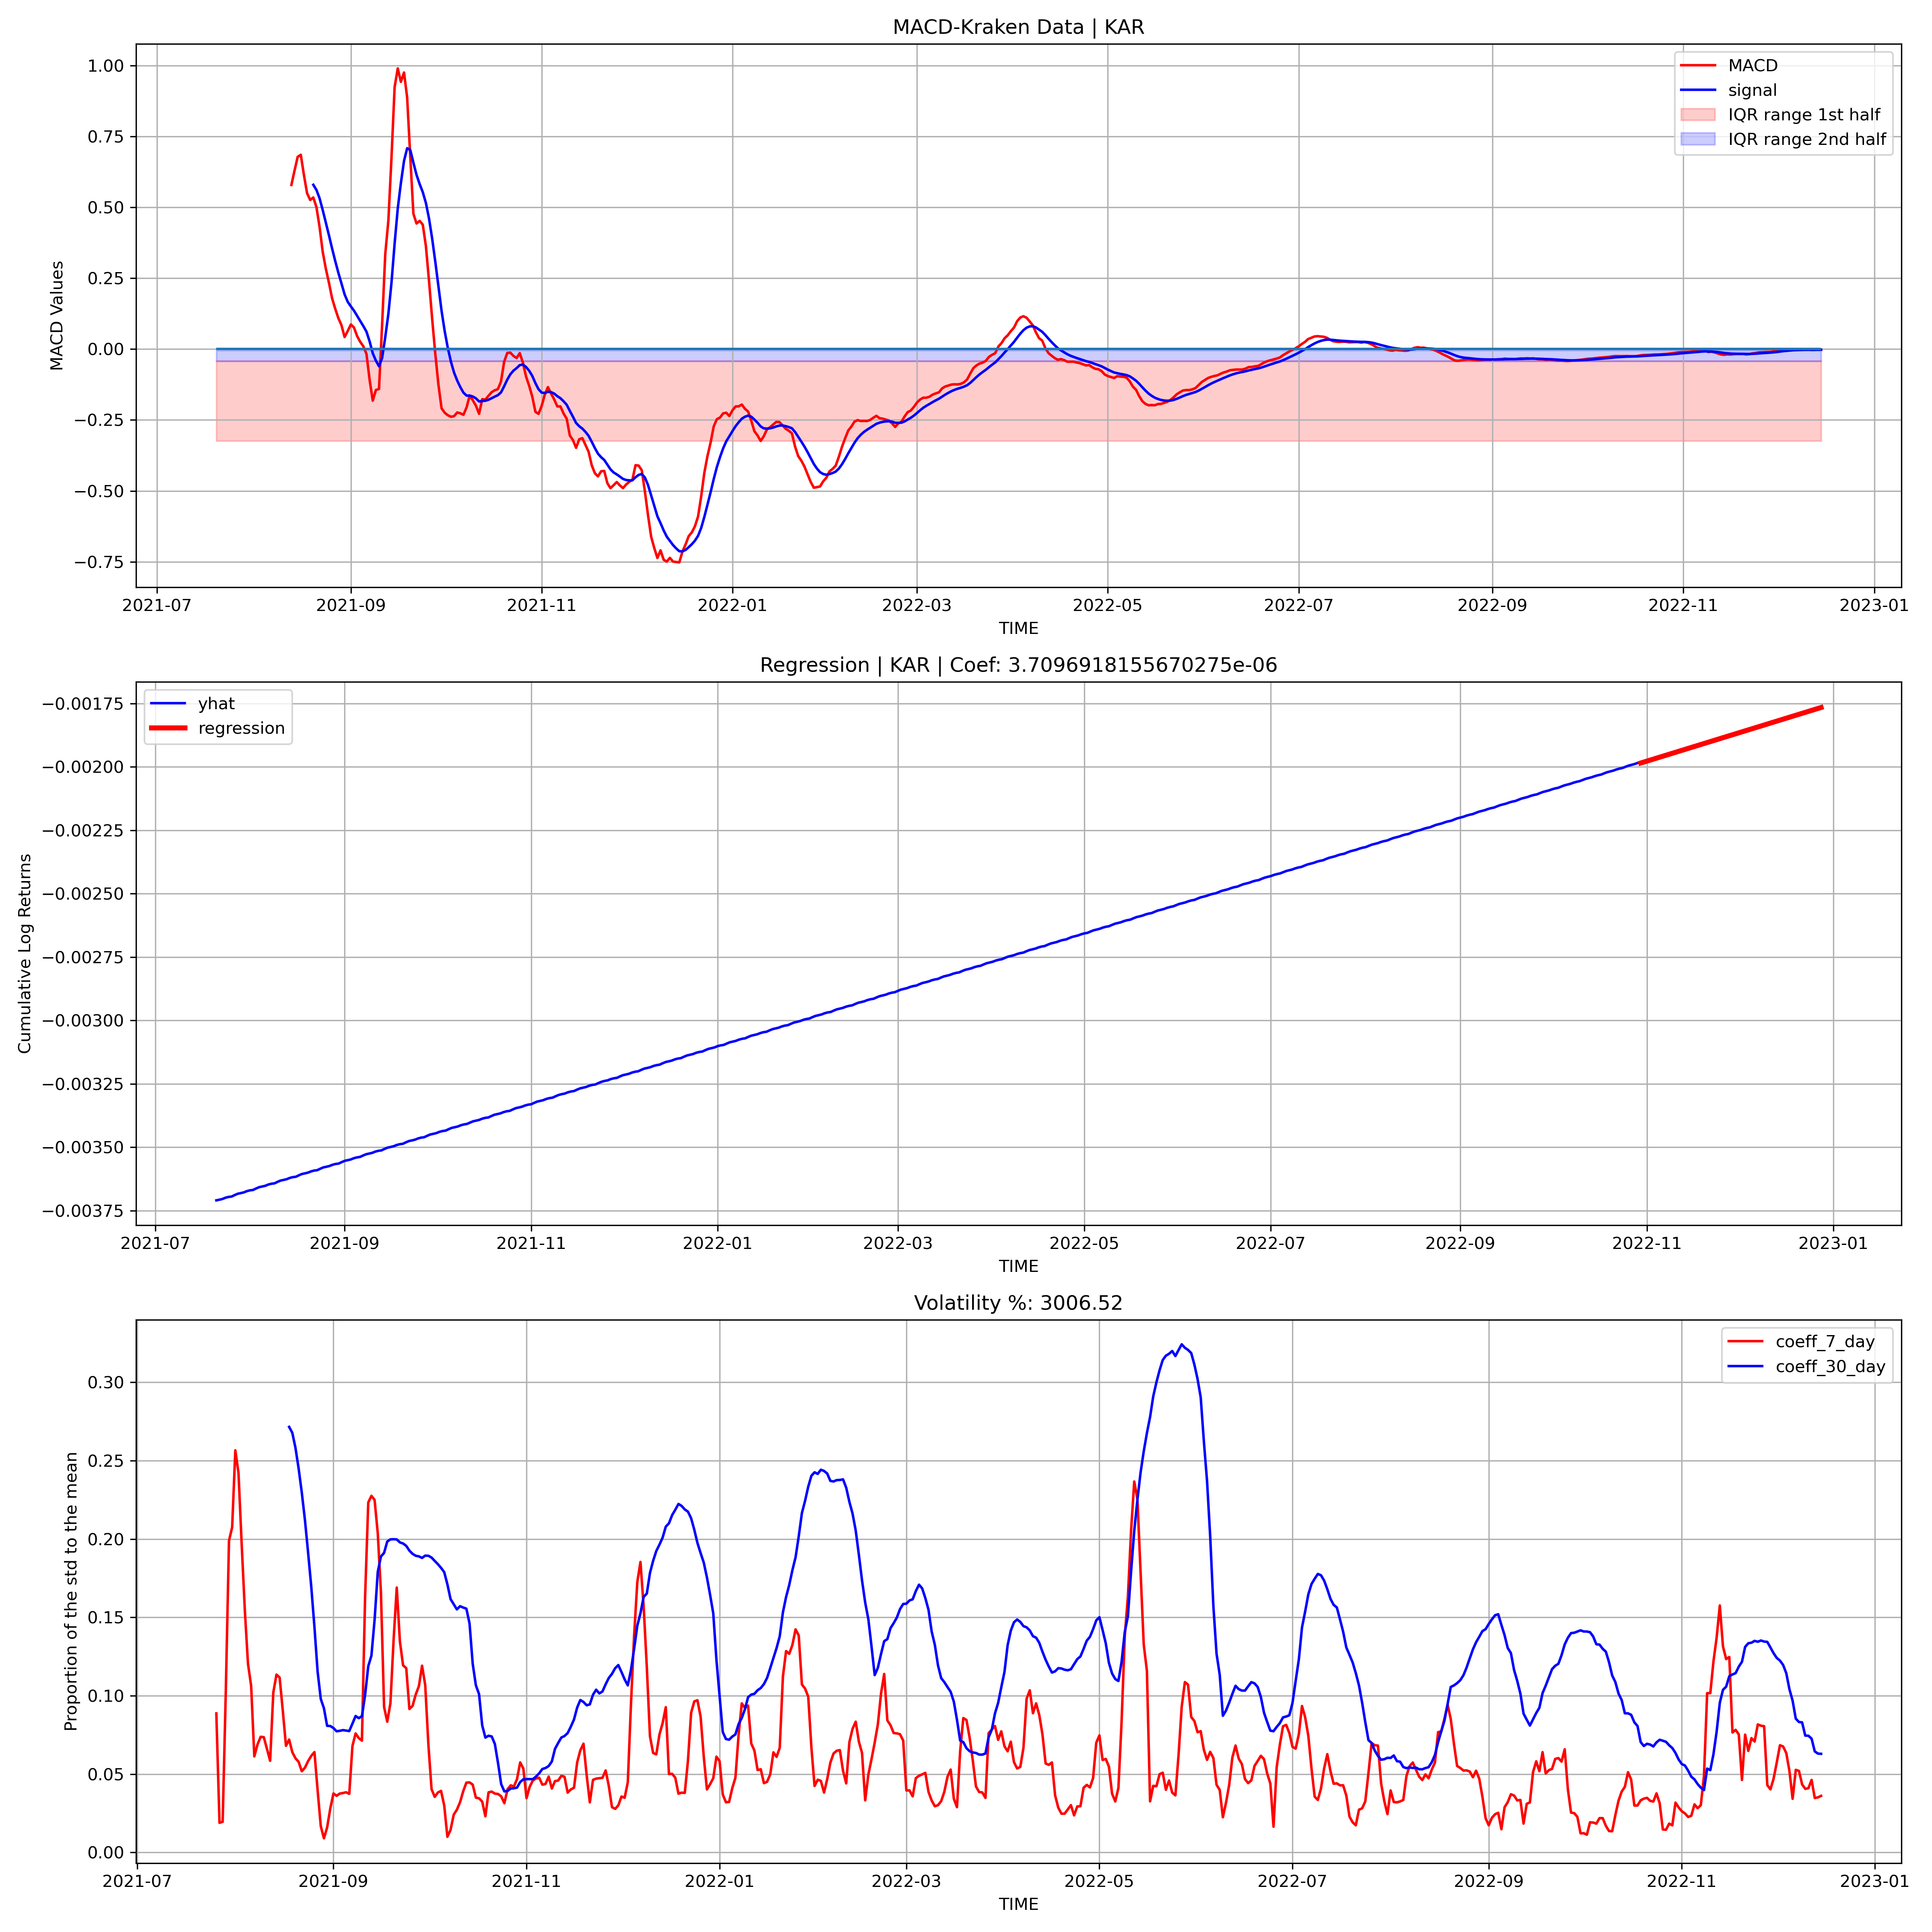 MACD-Kraken Data | KAR
MACD
signal
IQR range 1st half
IQR range 2nd half
MACD Values
1.00
0.75
0.50
0.25
0.00
−0.25
−0.50
−0.75
2021-07 2021-09 2021-11 2022-01 2022-03 2022-05 2022-07 2022-09 2022-11 2023-01
TIME
Regression | KAR | Coef: 3.7096918155670275e-06
yhat
regression
Cumulative Log Returns
−0.00175
−0.00200
−0.00225
−0.00250
−0.00275
−0.00300
−0.00325
−0.00350
−0.00375
2021-07 2021-09 2021-11 2022-01 2022-03 2022-05 2022-07 2022-09 2022-11 2023-01
TIME
Volatility %: 3006.52
coeff_7_day
coeff_30_day
Proportion of the std to the mean
0.30
0.25
0.20
0.15
0.10
0.05
0.00
2021-07 2021-09 2021-11 2022-01 2022-03 2022-05 2022-07 2022-09 2022-11 2023-01
TIME